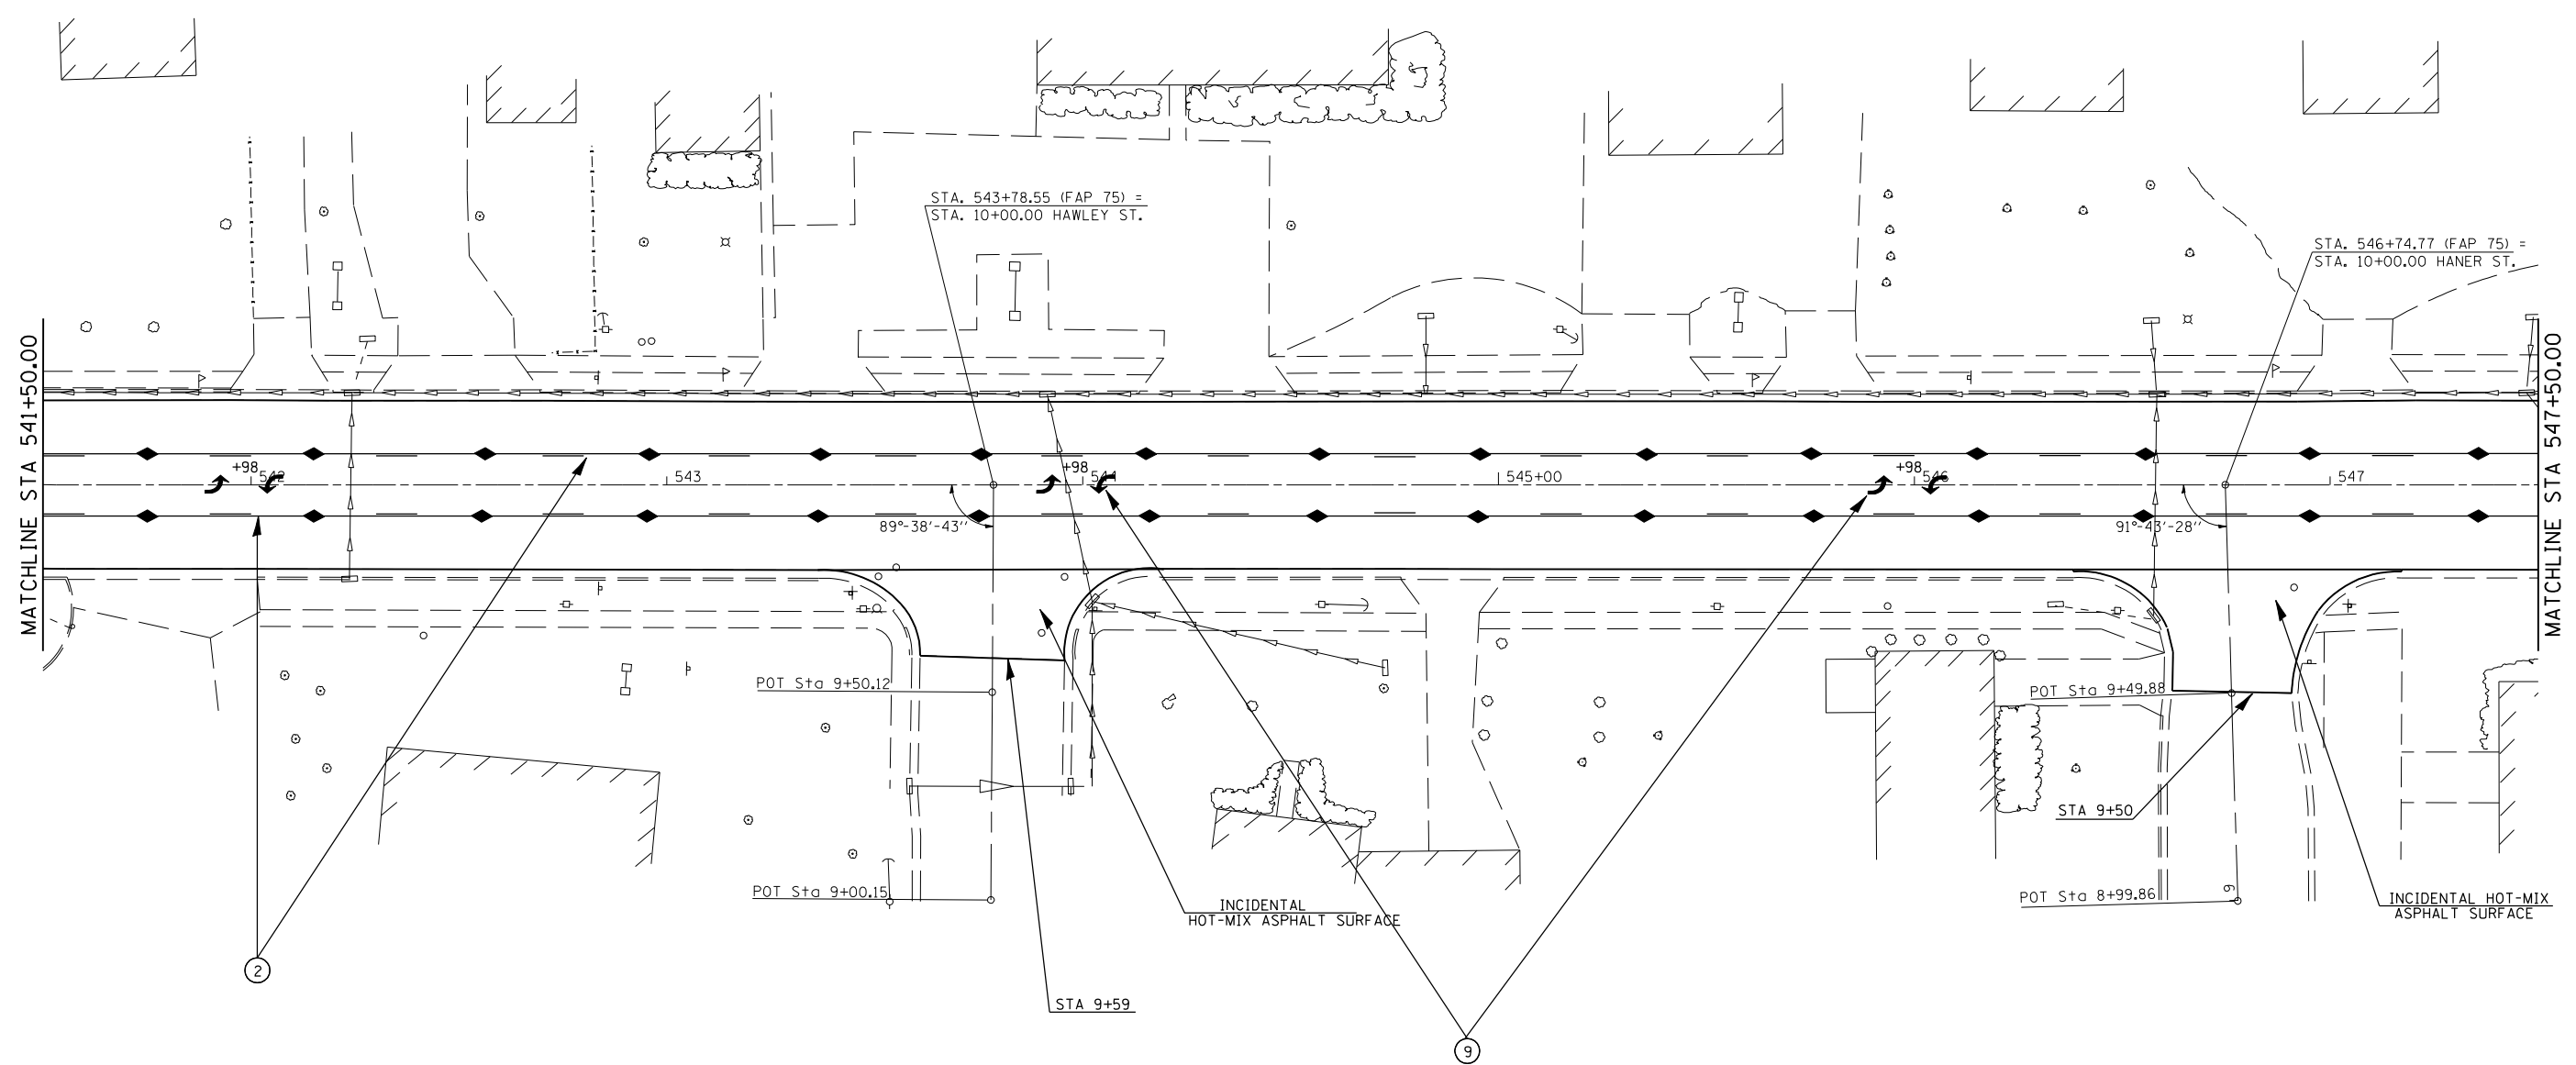 STA. 543+78.55 (FAP 75) =
STA. 10+00.00 HAWLEY ST.
STA. 546+74.77 (FAP 75) =
STA. 10+00.00 HANER ST.
MATCHLINE STA 541+50.00
MATCHLINE STA 547+50.00
+98
542
543
+98
544
545+00
+98
546
547
89°-38'-43"
91°-43'-28"
POT Sta 9+50.12
POT Sta 9+49.88
STA 9+50
POT Sta 9+00.15
POT Sta 8+99.86
9
INCIDENTAL
HOT-MIX ASPHALT SURFACE
INCIDENTAL HOT-MIX
ASPHALT SURFACE
2
STA 9+59
9